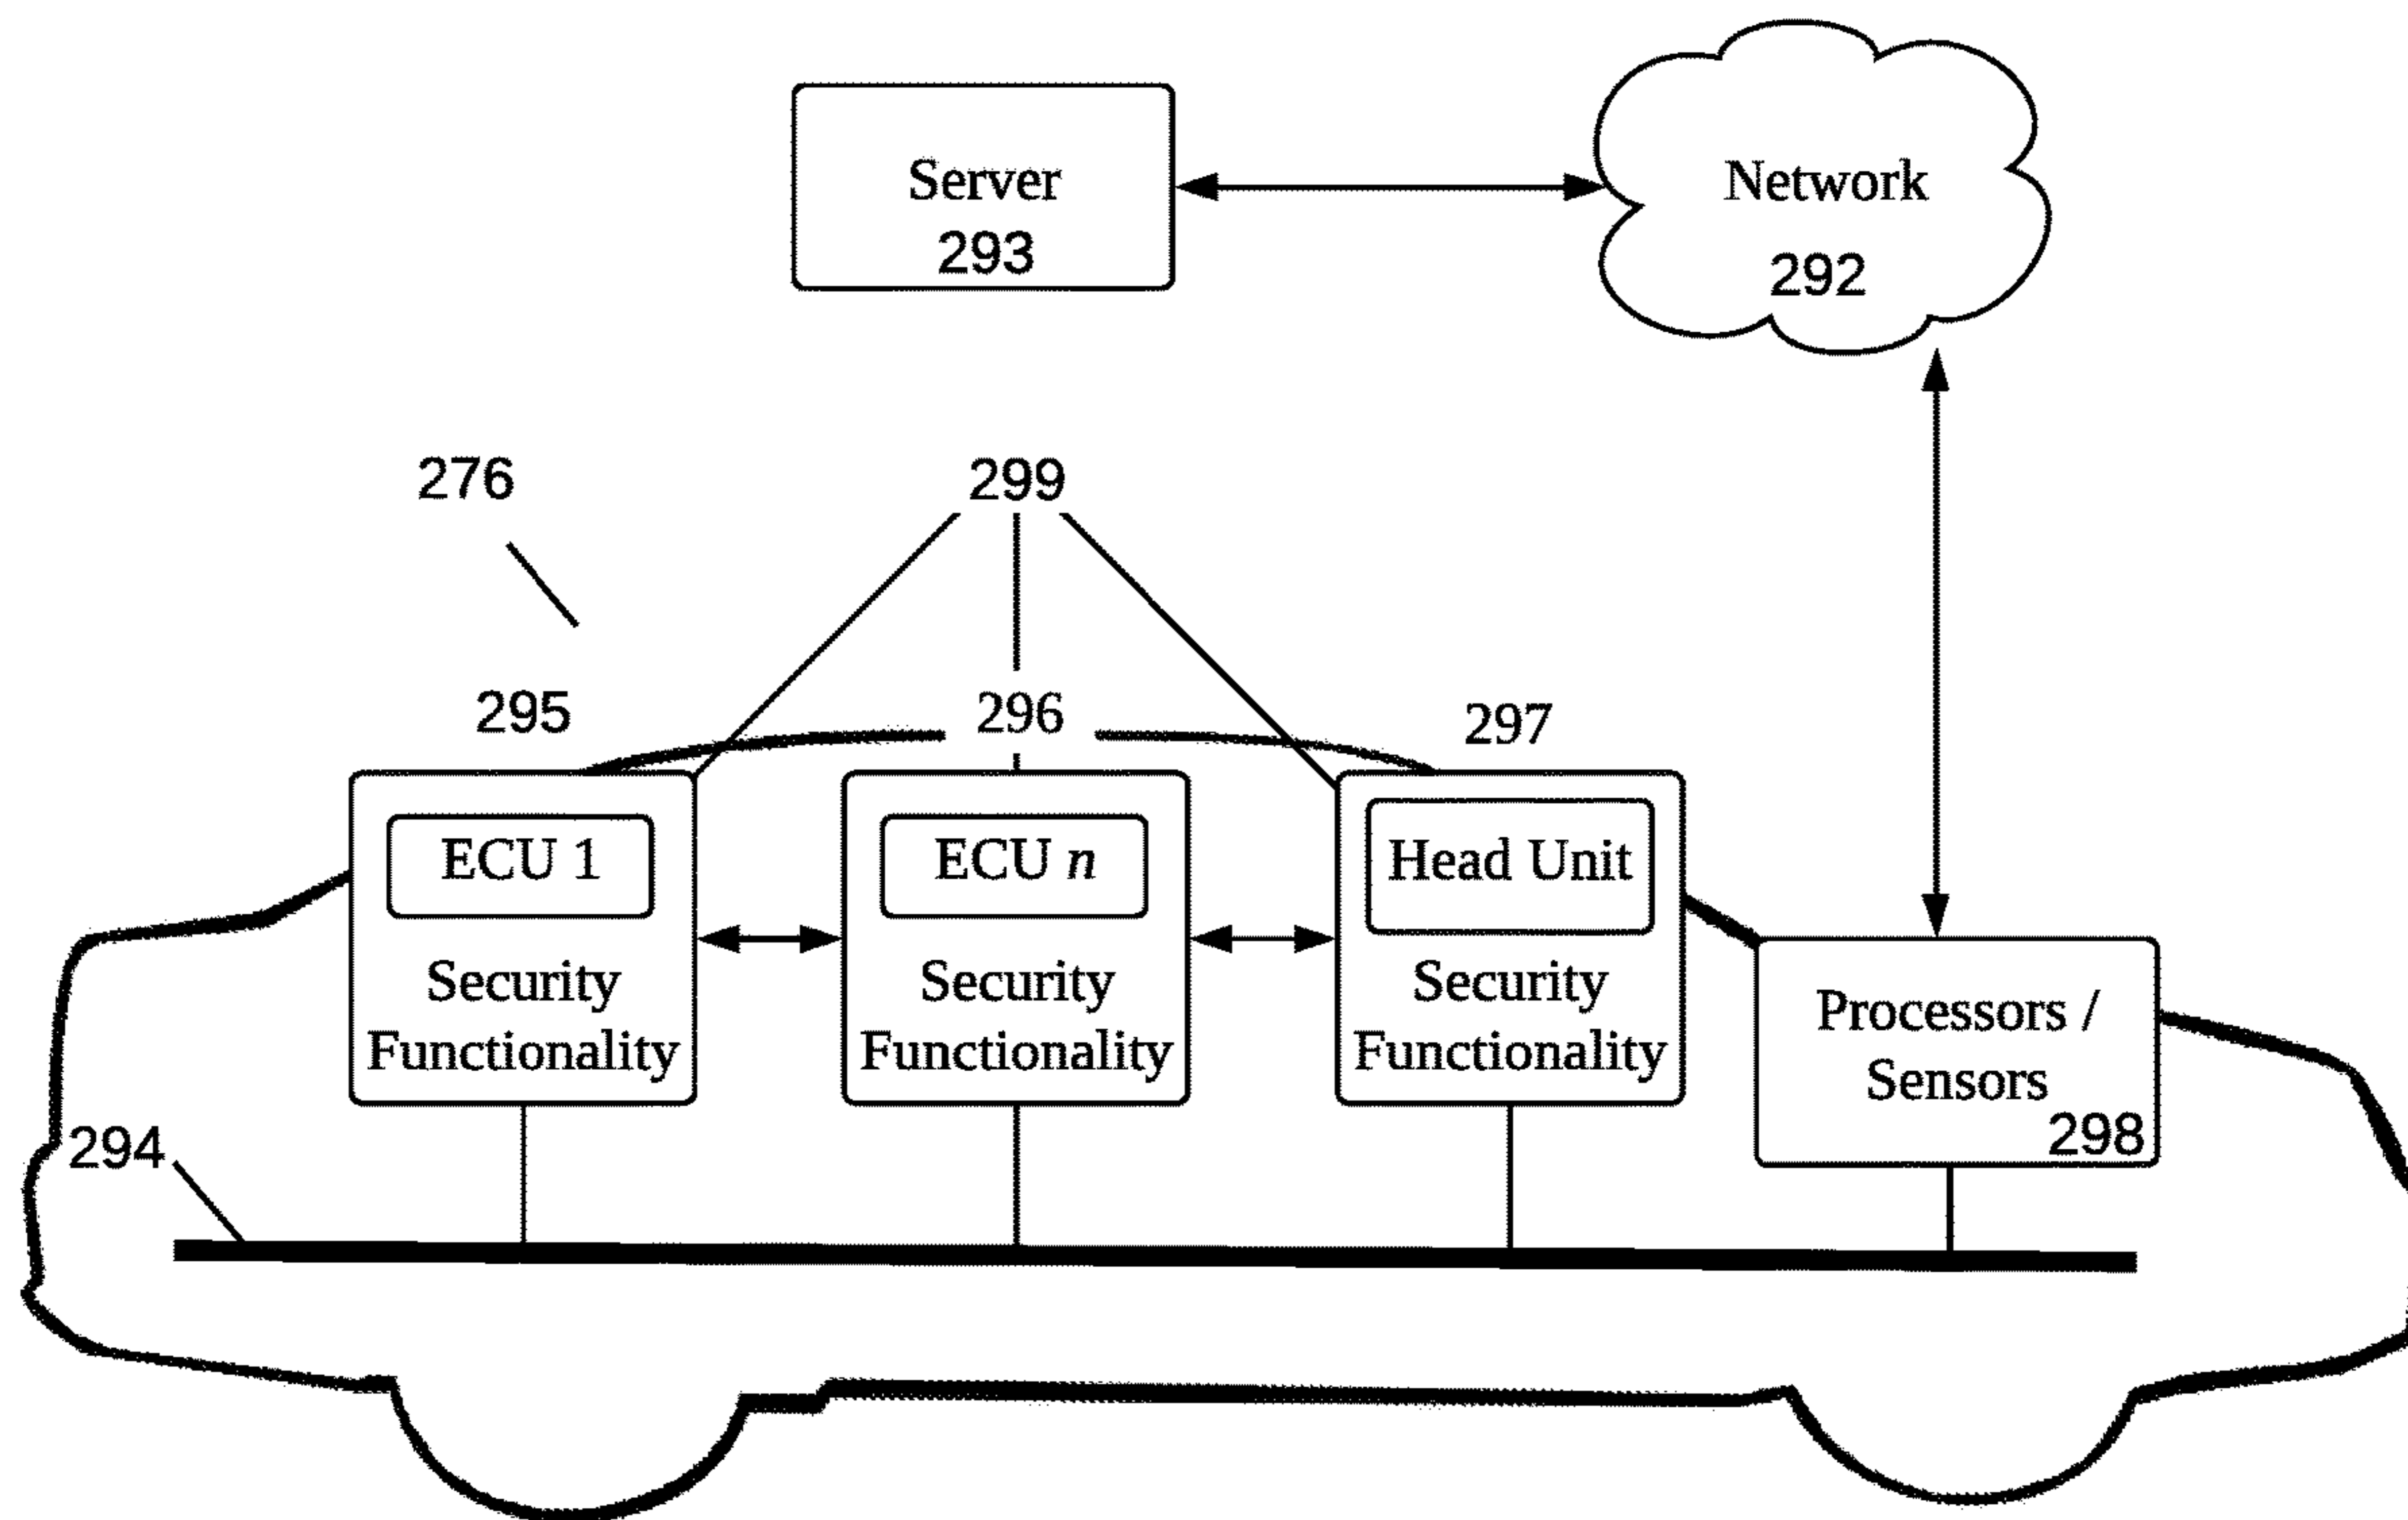 Server
293
Network
292
276
299
295
296
297
ECU 1
Security
Functionality
ECU n
Security
Functionality
Head Unit
Security
Functionality
Processors /
Sensors
298
294